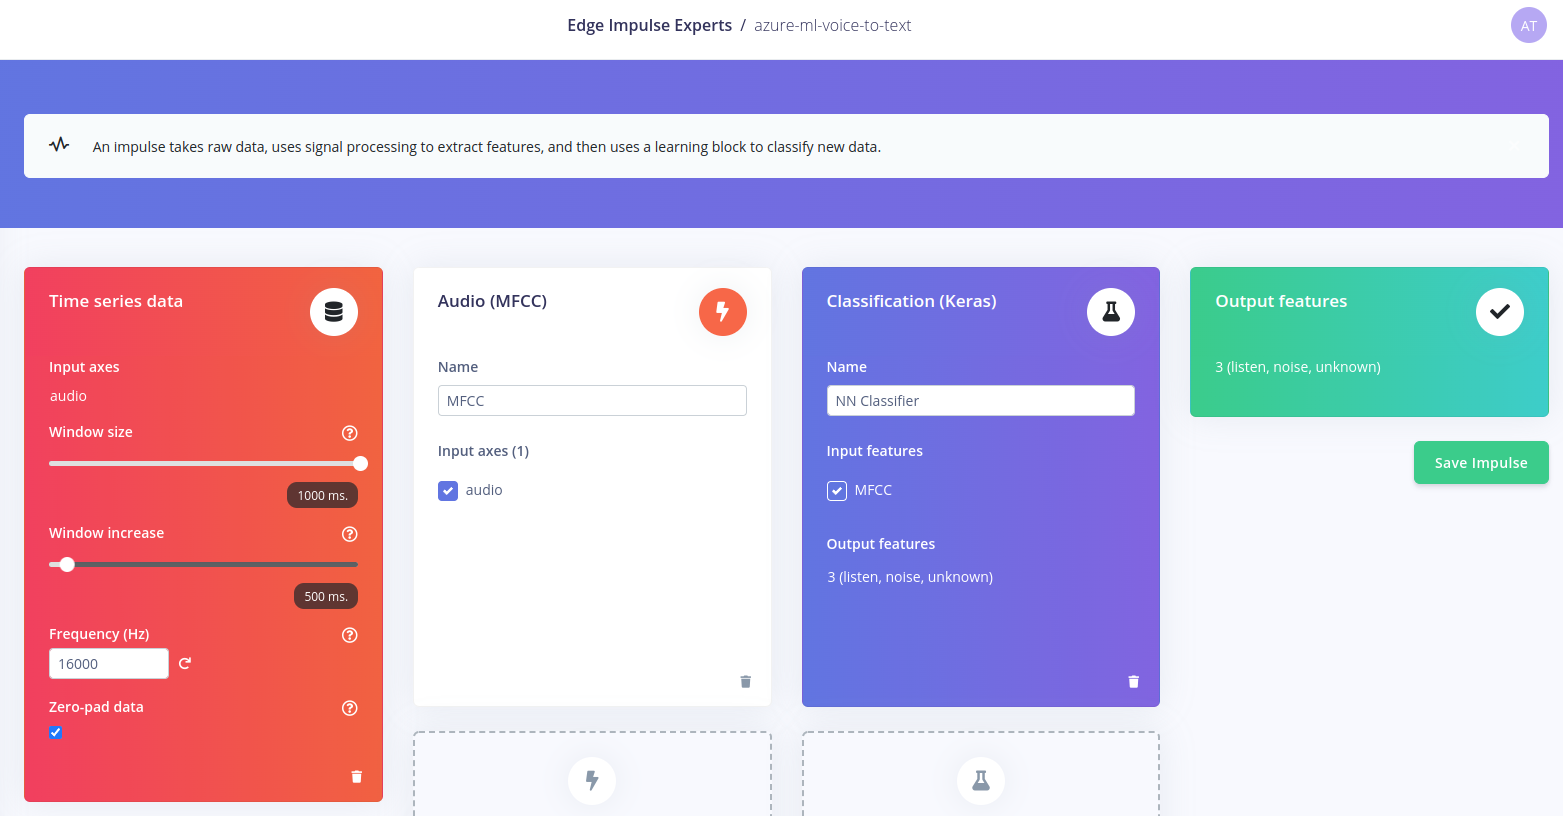 Edge Impulse Experts / azure-ml-voice-to-text
AT
An impulse takes raw data, uses signal processing to extract features, and then uses a learning block to classify new data.
Time series data
Input axes
audio
Window size
1000 ms.
Window increase
500 ms.
Frequency (Hz)
16000
Zero-pad data
Audio (MFCC)
Name
MFCC
Input axes (1)
audio
Classification (Keras)
Name
NN Classifier
Input features
MFCC
Output features
3 (listen, noise, unknown)
Output features
3 (listen, noise, unknown)
Save Impulse